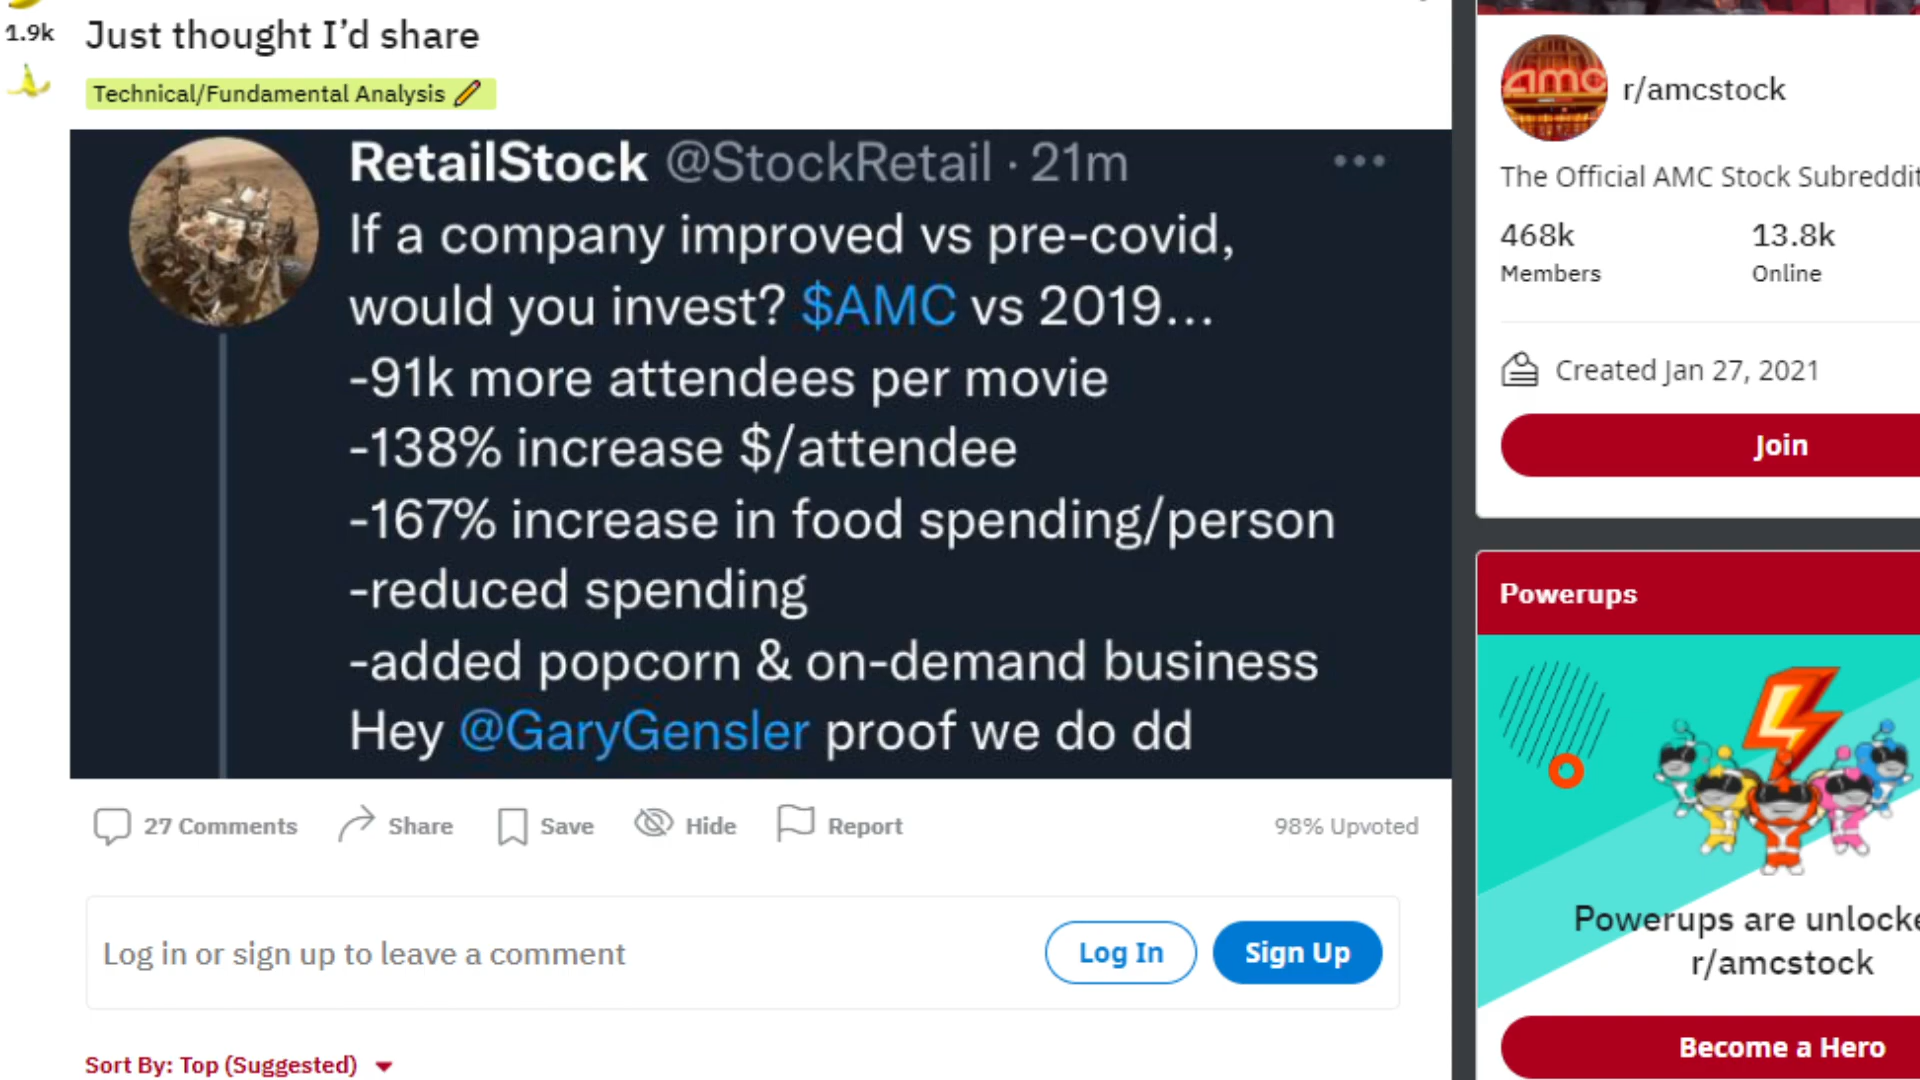 1.9k
Just thought I’d share
Technical/Fundamental Analysis
RetailStock @StockRetail · 21m
If a company improved vs pre-covid,
would you invest? $AMC vs 2019...
-91k more attendees per movie
-138% increase $/attendee
-167% increase in food spending/person
-reduced spending
-added popcorn & on-demand business
Hey @GaryGensler proof we do dd
27 Comments
Share
Save
Hide
Report
98% Upvoted
Log in or sign up to leave a comment
Log In
Sign Up
Sort By: Top (Suggested)
amc
r/amcstock
The Official AMC Stock Subreddit
468k
13.8k
Members
Online
Created Jan 27, 2021
Join
Powerups
Powerups are unlocke
r/amcstock
Become a Hero